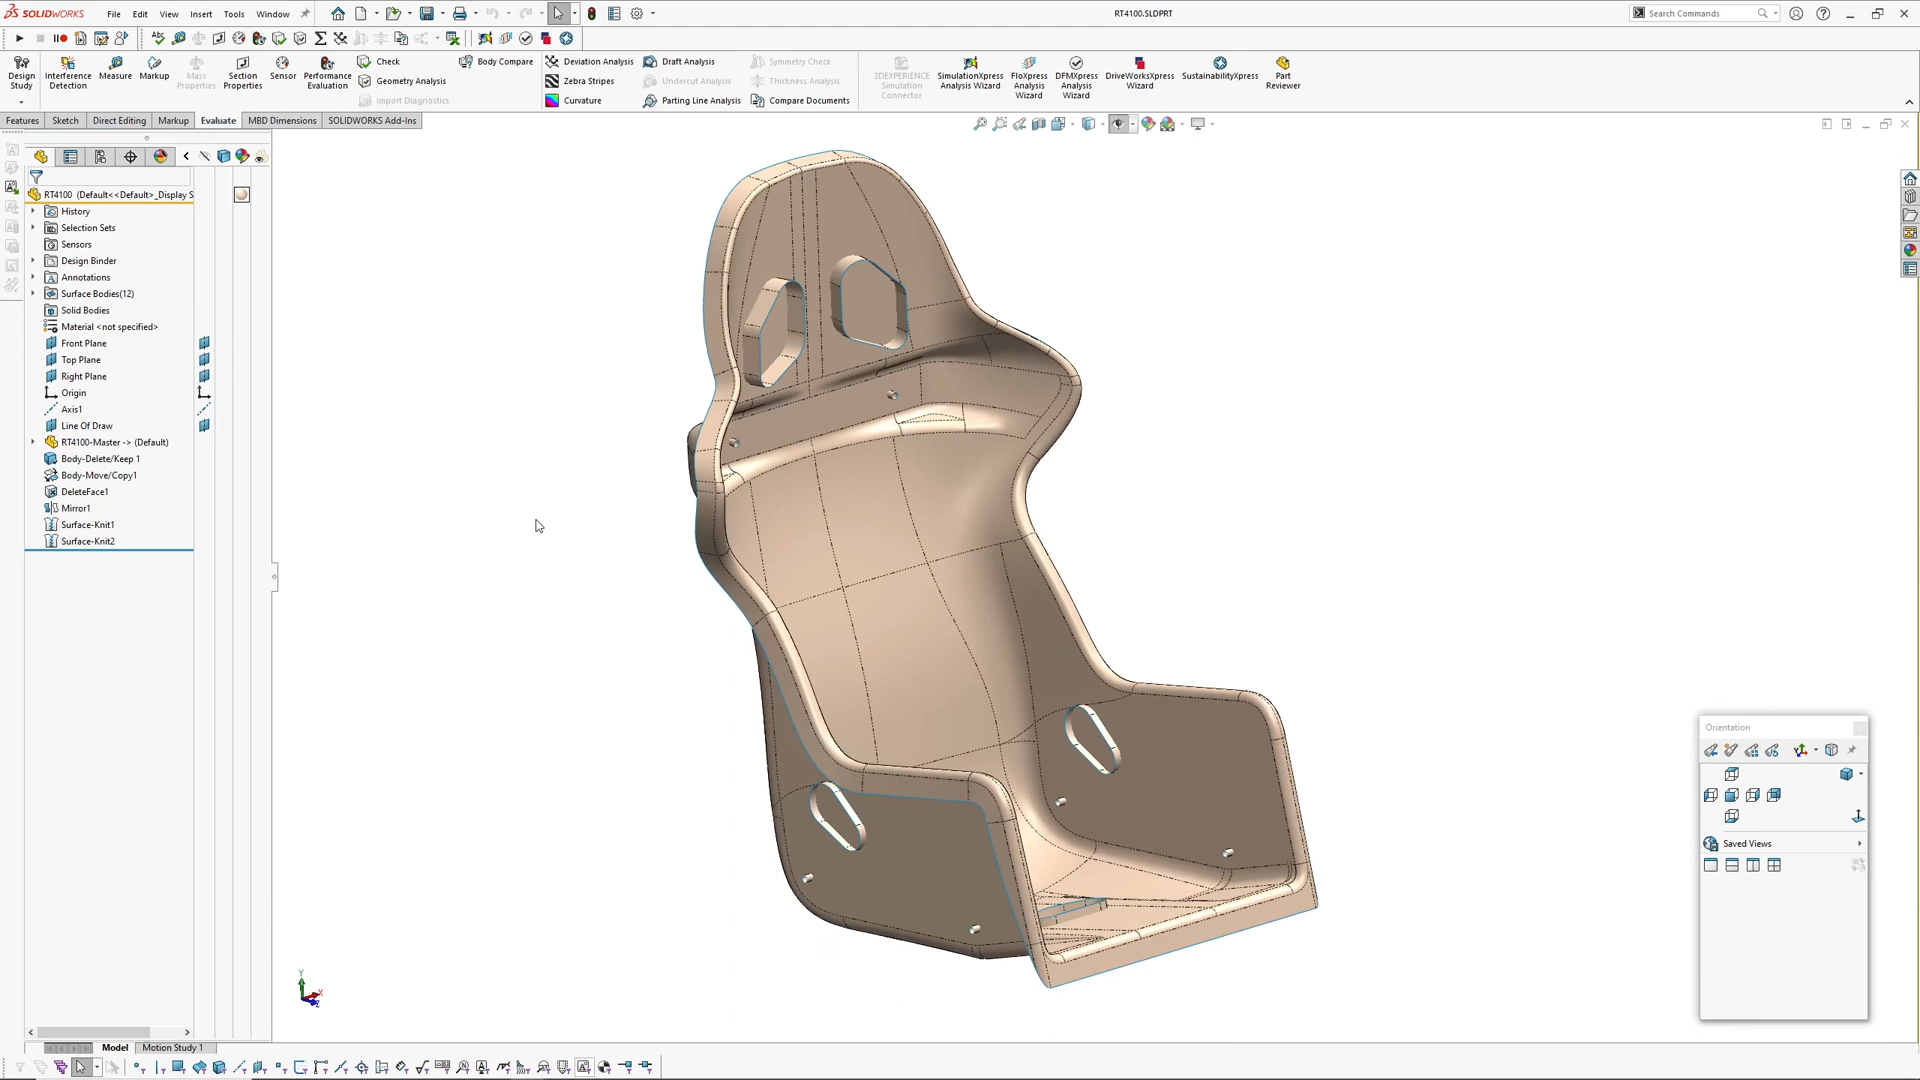 SOLIDWORKS File Edit View Insert Tools Window RT4100.SLDPRT Search Commands
Design Study
Interference Detection
Measure
Markup
Mass Properties
Section Properties
Sensor
Performance Evaluation
Check
Geometry Analysis
Import Diagnostics
Body Compare
Deviation Analysis
Zebra Stripes
Curvature
Draft Analysis
Undercut Analysis
Parting Line Analysis
Symmetry Check
Thickness Analysis
Compare Documents
3DEXPERIENCE Simulation Connector
SimulationXpress Analysis Wizard
FloXpress Analysis Wizard
DFMXpress Analysis Wizard
DriveWorksXpress Wizard
SustainabilityXpress
Part Reviewer
Features Sketch Direct Editing Markup Evaluate MBD Dimensions SOLIDWORKS Add-Ins
RT4100 (Default<<Default>_Display S
History
Selection Sets
Sensors
Design Binder
Annotations
Surface Bodies(12)
Solid Bodies
Material <not specified>
Front Plane
Top Plane
Right Plane
Origin
Axis1
Line Of Draw
RT4100-Master -> (Default)
Body-Delete/Keep 1
Body-Move/Copy1
DeleteFace1
Mirror1
Surface-Knit1
Surface-Knit2
Orientation
Saved Views
Y
X
Z
Model Motion Study 1